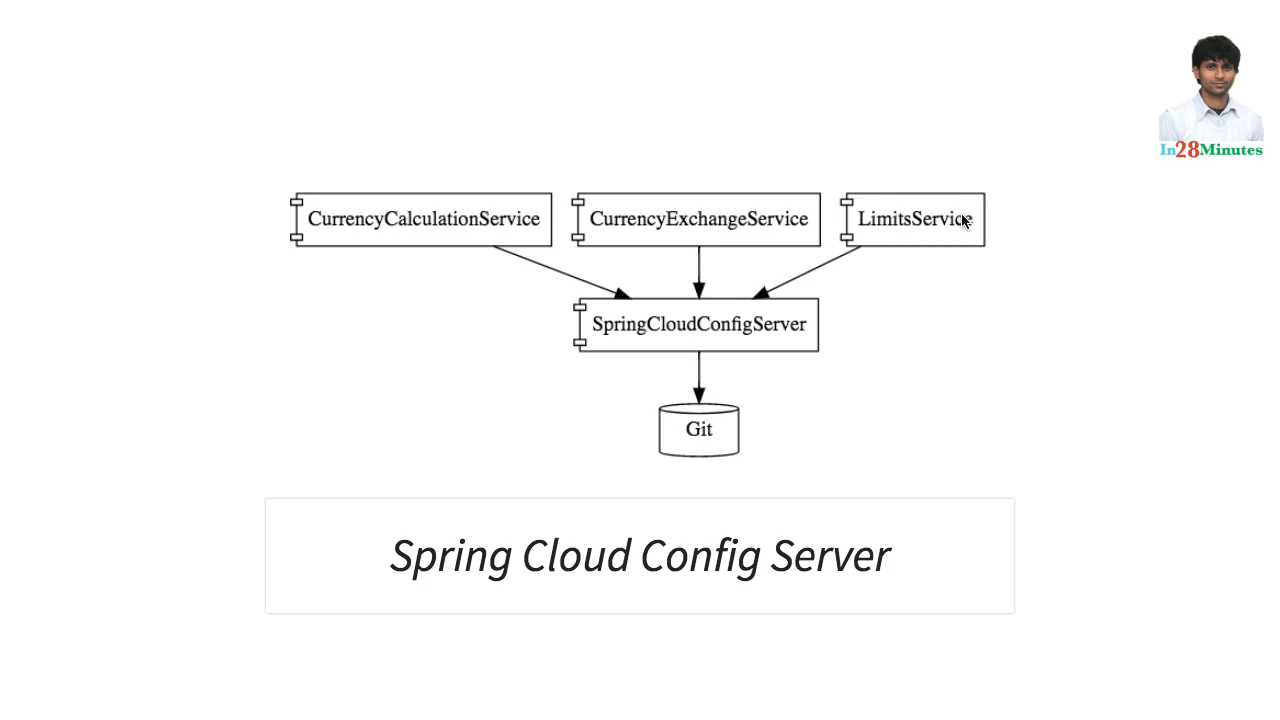 In28Minutes
CurrencyCalculationService
CurrencyExchangeService
LimitsService
SpringCloudConfigServer
Git
Spring Cloud Config Server